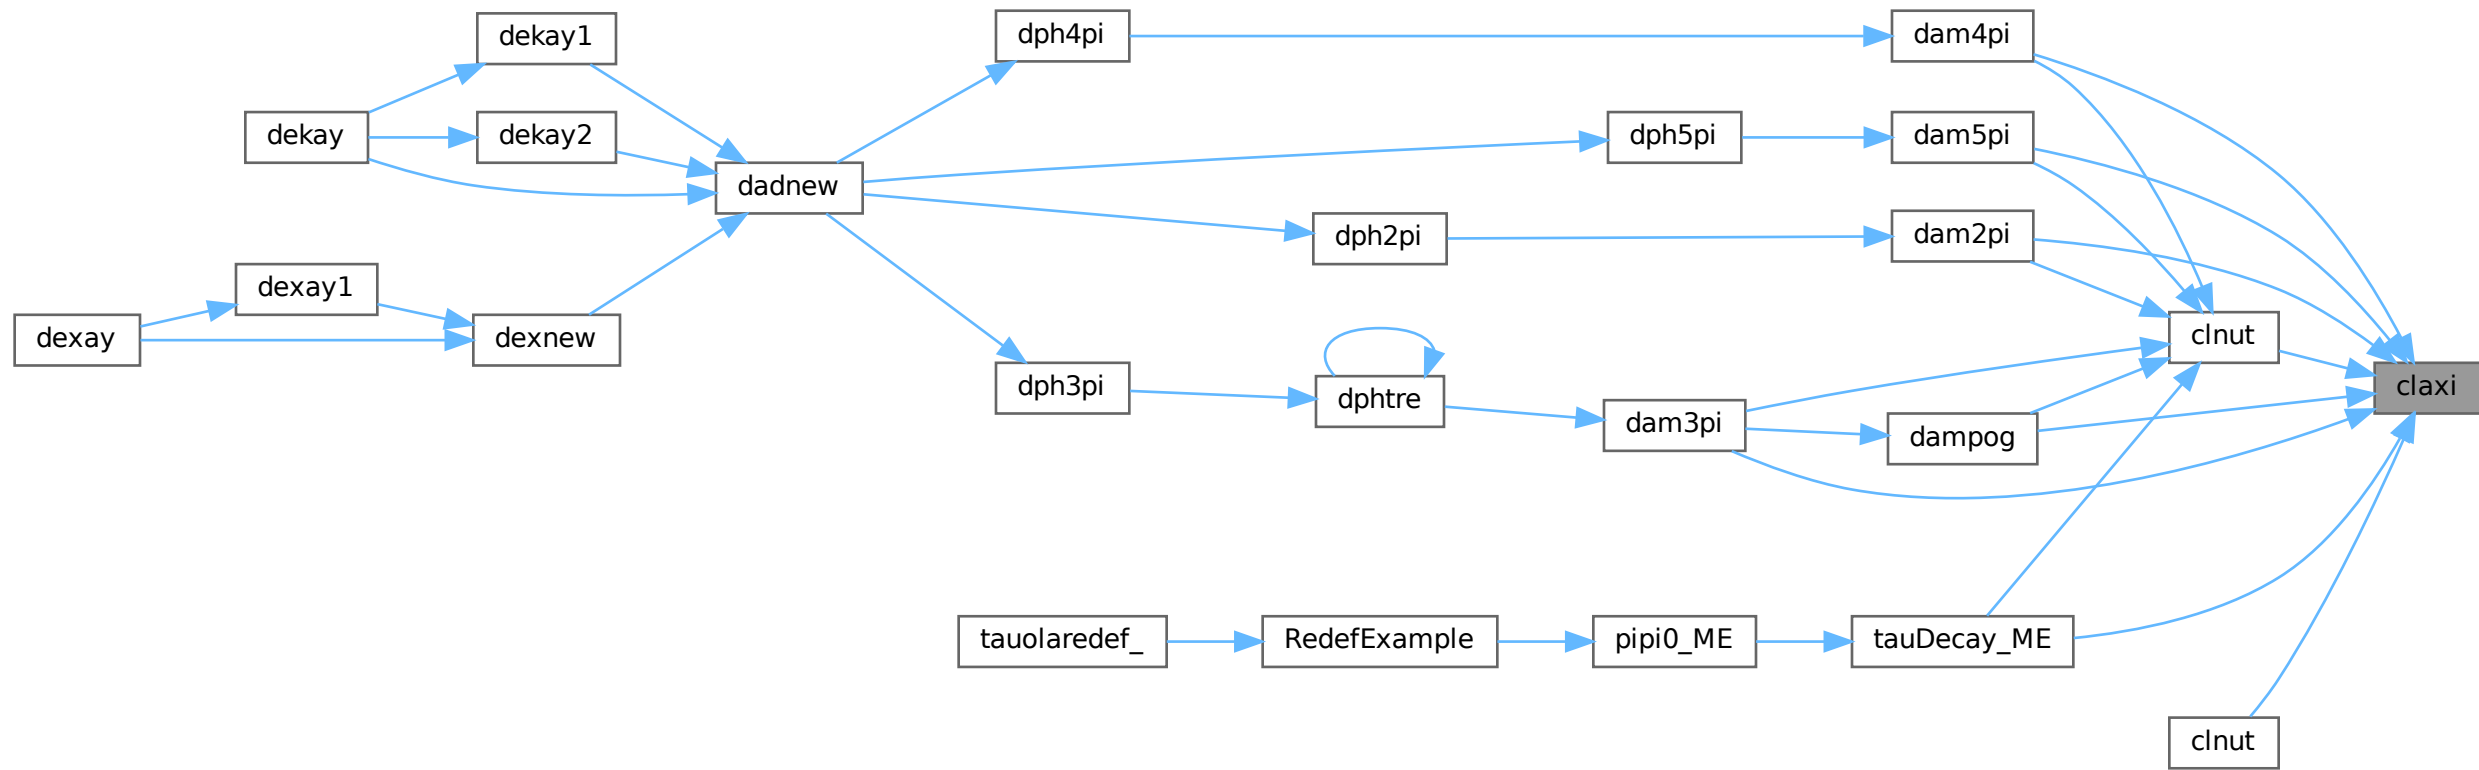 dekay1
dph4pi
dam4pi
dekay
dekay2
dph5pi
dam5pi
dadnew
dph2pi
dam2pi
dexay1
dexay
dexnew
clnut
dph3pi
dphtre
dam3pi
dampog
claxi
tauolaredef_
RedefExample
pipi0_ME
tauDecay_ME
clnut